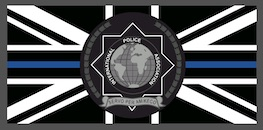 INTERNATIONAL
POLICE
ASSOCIATION
SERVO PER AMIKECO